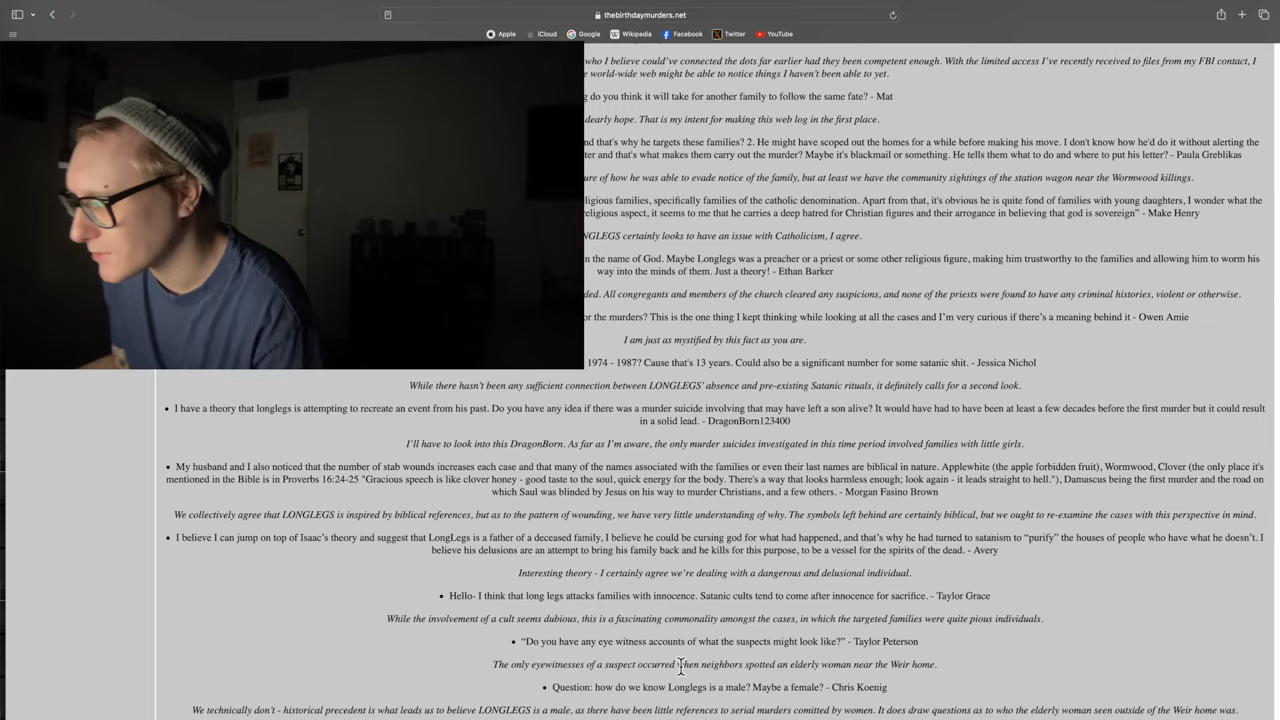 thebirthdaymurders.net
Apple iCloud Google Wikipedia Facebook Twitter YouTube
who I believe could've connected the dots far earlier had they been competent enough. With the limited access I've recently received to files from my FBI contact, I
e world-wide web might be able to notice things I haven't been able to yet.
g do you think it will take for another family to follow the same fate? - Mat
dearly hope. That is my intent for making this web log in the first place.
nd that's why he targets these families? 2. He might have scoped out the homes for a while before making his move. I don't know how he'd do it without alerting the
ter and that's what makes them carry out the murder? Maybe it's blackmail or something. He tells them what to do and where to put his letter? - Paula Greblikas
ure of how he was able to evade notice of the family, but at least we have the community sightings of the station wagon near the Wormwood killings.
eligious families, specifically families of the catholic denomination. Apart from that, it's obvious he is quite fond of families with young daughters, I wonder what the
religious aspect, it seems to me that he carries a deep hatred for Christian figures and their arrogance in believing that god is sovereign” - Make Henry
NGLEGS certainly looks to have an issue with Catholicism, I agree.
n the name of God. Maybe Longlegs was a preacher or a priest or some other religious figure, making him trustworthy to the families and allowing him to worm his
way into the minds of them. Just a theory! - Ethan Barker
ded. All congregants and members of the church cleared any suspicions, and none of the priests were found to have any criminal histories, violent or otherwise.
or the murders? This is the one thing I kept thinking while looking at all the cases and I’m very curious if there’s a meaning behind it - Owen Amie
I am just as mystified by this fact as you are.
1974 - 1987? Cause that's 13 years. Could also be a significant number for some satanic shit. - Jessica Nichol
While there hasn't been any sufficient connection between LONGLEGS' absence and pre-existing Satanic rituals, it definitely calls for a second look.
• I have a theory that longlegs is attempting to recreate an event from his past. Do you have any idea if there was a murder suicide involving that may have left a son alive? It would have had to have been at least a few decades before the first murder but it could result
in a solid lead. - DragonBorn123400
I'll have to look into this DragonBorn. As far as I'm aware, the only murder suicides investigated in this time period involved families with little girls.
• My husband and I also noticed that the number of stab wounds increases each case and that many of the names associated with the families or even their last names are biblical in nature. Applewhite (the apple forbidden fruit), Wormwood, Clover (the only place it's
mentioned in the Bible is in Proverbs 16:24-25 "Gracious speech is like clover honey - good taste to the soul, quick energy for the body. There's a way that looks harmless enough; look again - it leads straight to hell."), Damascus being the first murder and the road on
which Saul was blinded by Jesus on his way to murder Christians, and a few others. - Morgan Fasino Brown
We collectively agree that LONGLEGS is inspired by biblical references, but as to the pattern of wounding, we have very little understanding of why. The symbols left behind are certainly biblical, but we ought to re-examine the cases with this perspective in mind.
• I believe I can jump on top of Isaac’s theory and suggest that LongLegs is a father of a deceased family, I believe he could be cursing god for what had happened, and that’s why he had turned to satanism to “purify” the houses of people who have what he doesn’t. I
believe his delusions are an attempt to bring his family back and he kills for this purpose, to be a vessel for the spirits of the dead. - Avery
Interesting theory - I certainly agree we're dealing with a dangerous and delusional individual.
• Hello- I think that long legs attacks families with innocence. Satanic cults tend to come after innocence for sacrifice. - Taylor Grace
While the involvement of a cult seems dubious, this is a fascinating commonality amongst the cases, in which the targeted families were quite pious individuals.
• “Do you have any eye witness accounts of what the suspects might look like?” - Taylor Peterson
The only eyewitnesses of a suspect occurred when neighbors spotted an elderly woman near the Weir home.
• Question: how do we know Longlegs is a male? Maybe a female? - Chris Koenig
We technically don't - historical precedent is what leads us to believe LONGLEGS is a male, as there have been little references to serial murders comitted by women. It does draw questions as to who the elderly woman seen outside of the Weir home was.